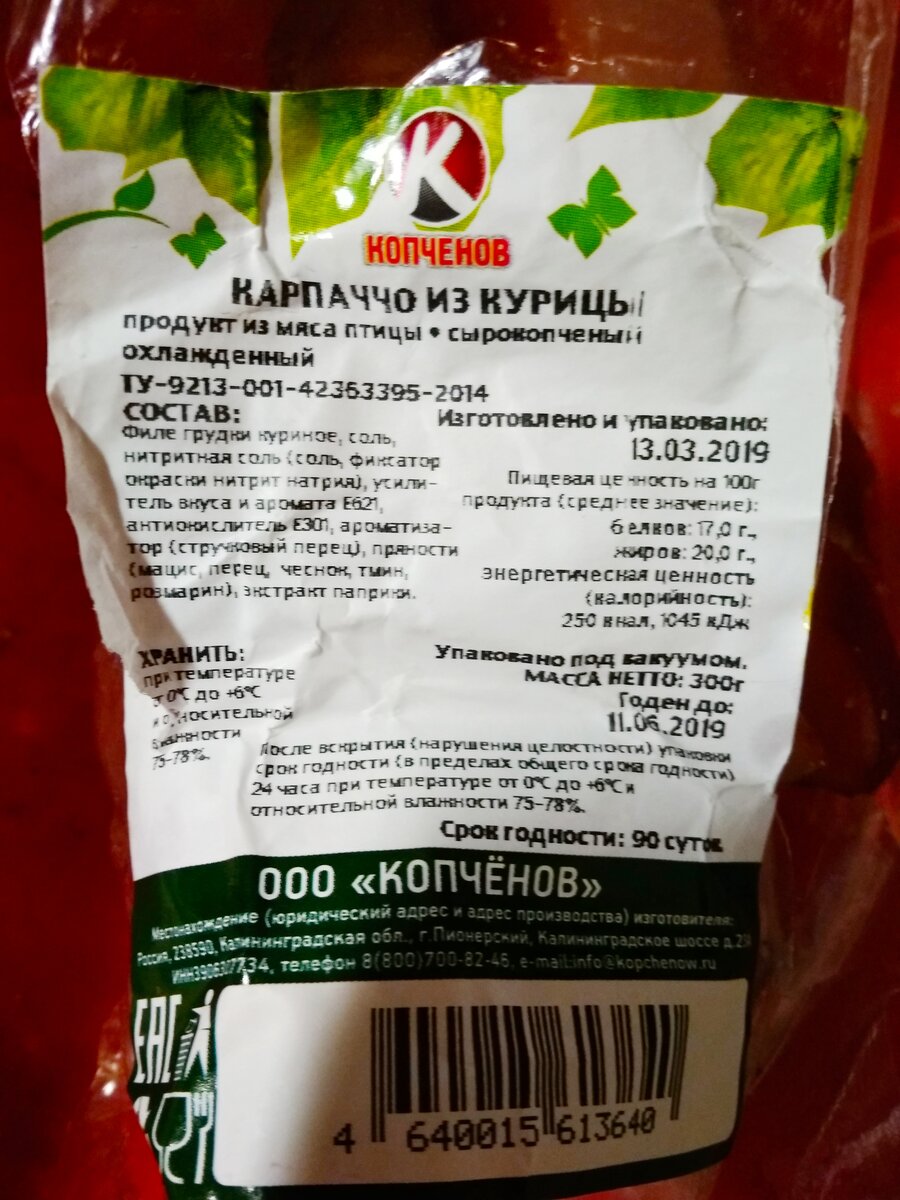 К
КОПЧЕНОВ
КАРПАЧЧО ИЗ КУРИЦЫ
продукт из мяса птицы • сырокопченый
охлажденный
ТУ-9213-001-42363395-2014
СОСТАВ:
Филе грудки куриное, соль,
нитритная соль (соль, фиксатор
окраски нитрит натрия), усили-
тель вкуса и аромата Е621,
антиокислитель Е301, ароматиза-
тор (стручковый перец), пряности
(мацис, перец, чеснок, тмин,
розмарин), экстракт паприки.
Изготовлено и упаковано:
13.03.2019
Пищевая ценность на 100г
продукта (среднее значение):
белков: 17,0 г.,
жиров: 20,0 г.,
энергетическая ценность
(калорийность):
250 ккал, 1045 кДж
ХРАНИТЬ:
при температуре
от 0°С до +6°С
и относительной
влажности
75-78%.
Упаковано под вакуумом.
МАССА НЕТТО: 300г
Годен до:
11.06.2019
После вскрытия (нарушения целостности) упаковки
срок годности (в пределах общего срока годности)
24 часа при температуре от 0°С до +6°С и
относительной влажности 75-78%.
Срок годности: 90 суток
ООО «КОПЧЁНОВ»
Местонахождение (юридический адрес и адрес производства) изготовителя:
Россия, 238590, Калининградская обл., г.Пионерский, Калининградское шоссе д.
телефон 8(800)700-82-46, e-mail:info@kopchenow.ru
EAC
4 640015 613640